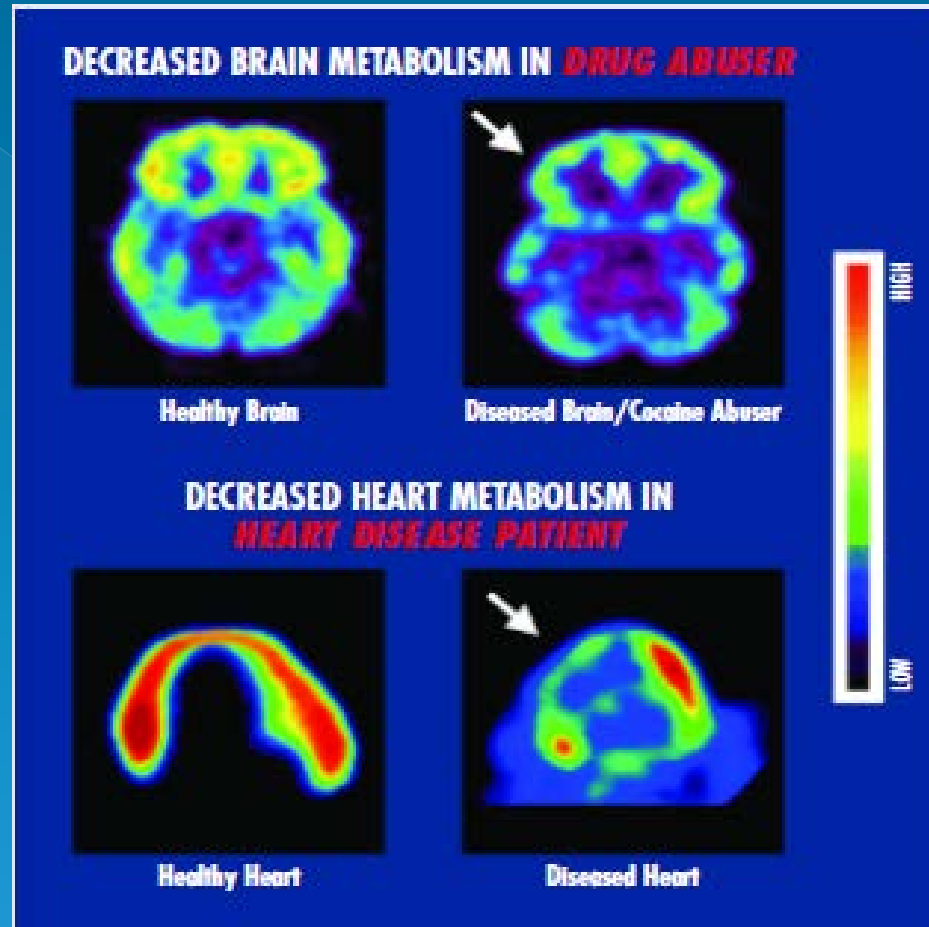 DECREASED BRAIN METABOLISM IN DRUG ABUSER
Healthy Brain
Diseased Brain/Cocaine Abuser
HIGH
LOW
DECREASED HEART METABOLISM IN
HEART DISEASE PATIENT
Healthy Heart
Diseased Heart